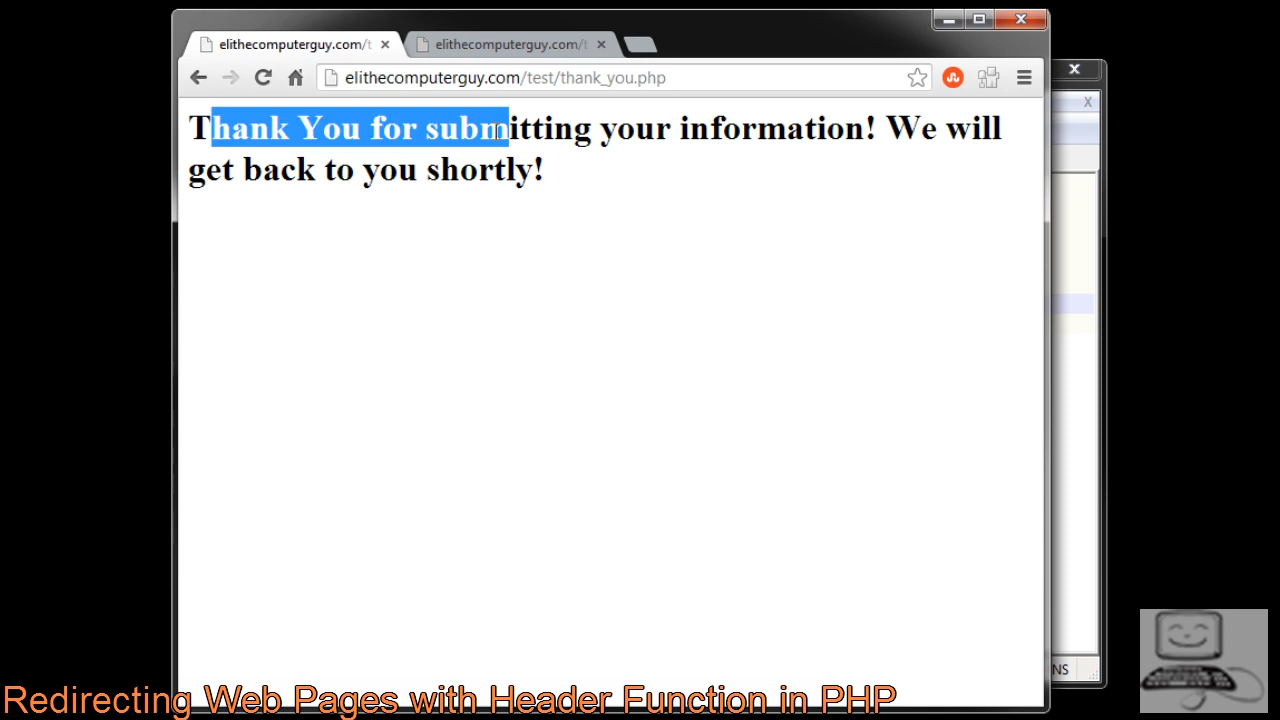 elithecomputerguy.com/t
elithecomputerguy.com/t
elithecomputerguy.com/test/thank_you.php
Thank You for submitting your information! We will
get back to you shortly!
NS
Redirecting Web Pages with Header Function in PHP